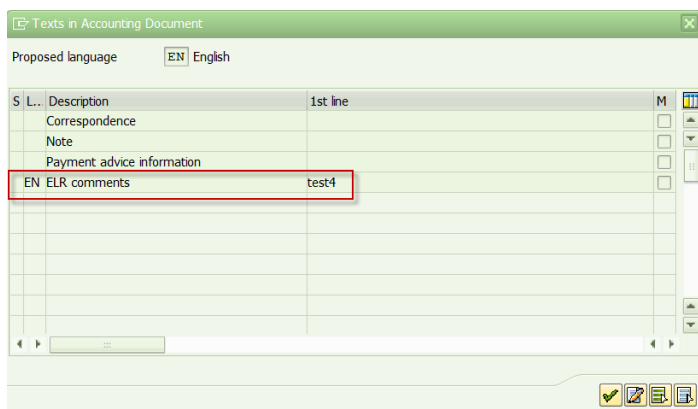 Texts in Accounting Document
Proposed language EN English
S L.. Description 1st line M
Correspondence
Note
Payment advice information
EN ELR comments test4